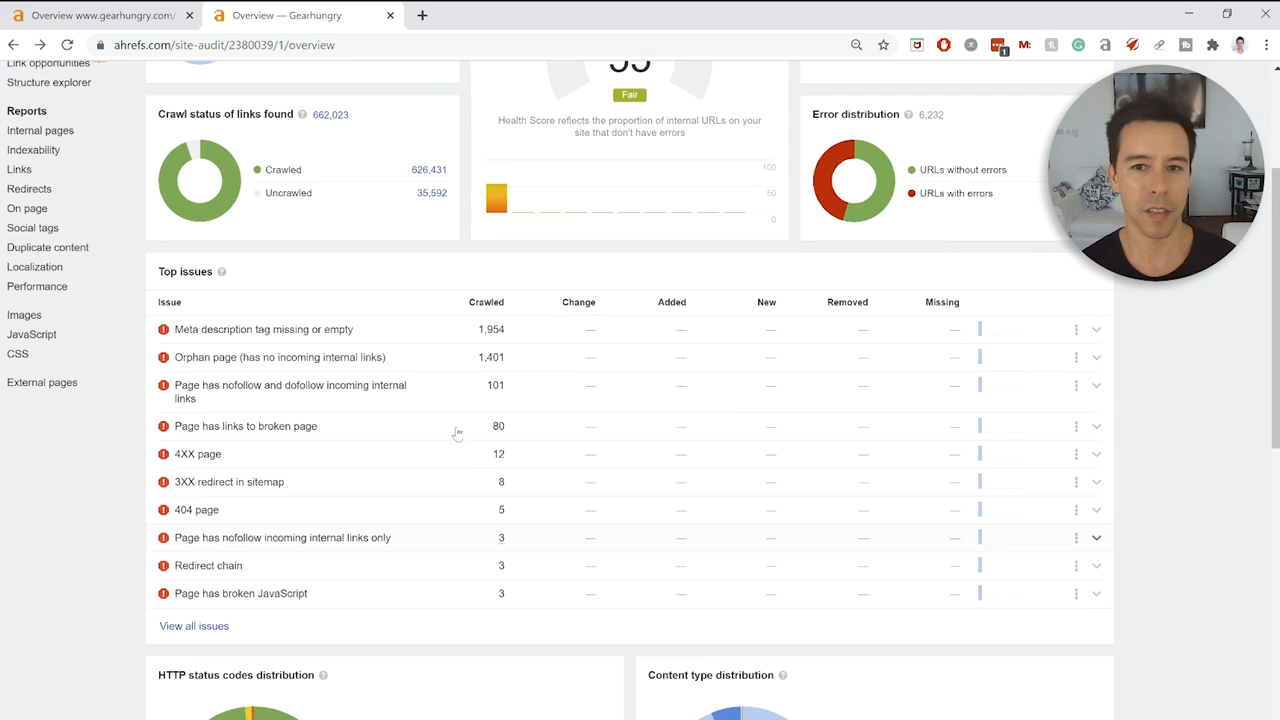 Overview www.gearhungry.com/
Overview — Gearhungry
ahrefs.com/site-audit/2380039/1/overview
Link opportunities
Structure explorer
Reports
Internal pages
Indexability
Links
Redirects
On page
Social tags
Duplicate content
Localization
Performance
Images
JavaScript
CSS
External pages
Crawl status of links found 662,023
Crawled 626,431
Uncrawled 35,592
Fair
Health Score reflects the proportion of internal URLs on your
site that don't have errors
100
50
0
Error distribution 6,232
URLs without errors
URLs with errors
Top issues
Issue Crawled Change Added New Removed Missing
Meta description tag missing or empty 1,954 — — — — —
Orphan page (has no incoming internal links) 1,401 — — — — —
Page has nofollow and dofollow incoming internal
links 101 — — — — —
Page has links to broken page 80 — — — — —
4XX page 12 — — — — —
3XX redirect in sitemap 8 — — — — —
404 page 5 — — — — —
Page has nofollow incoming internal links only 3 — — — — —
Redirect chain 3 — — — — —
Page has broken JavaScript 3 — — — — —
View all issues
HTTP status codes distribution
Content type distribution